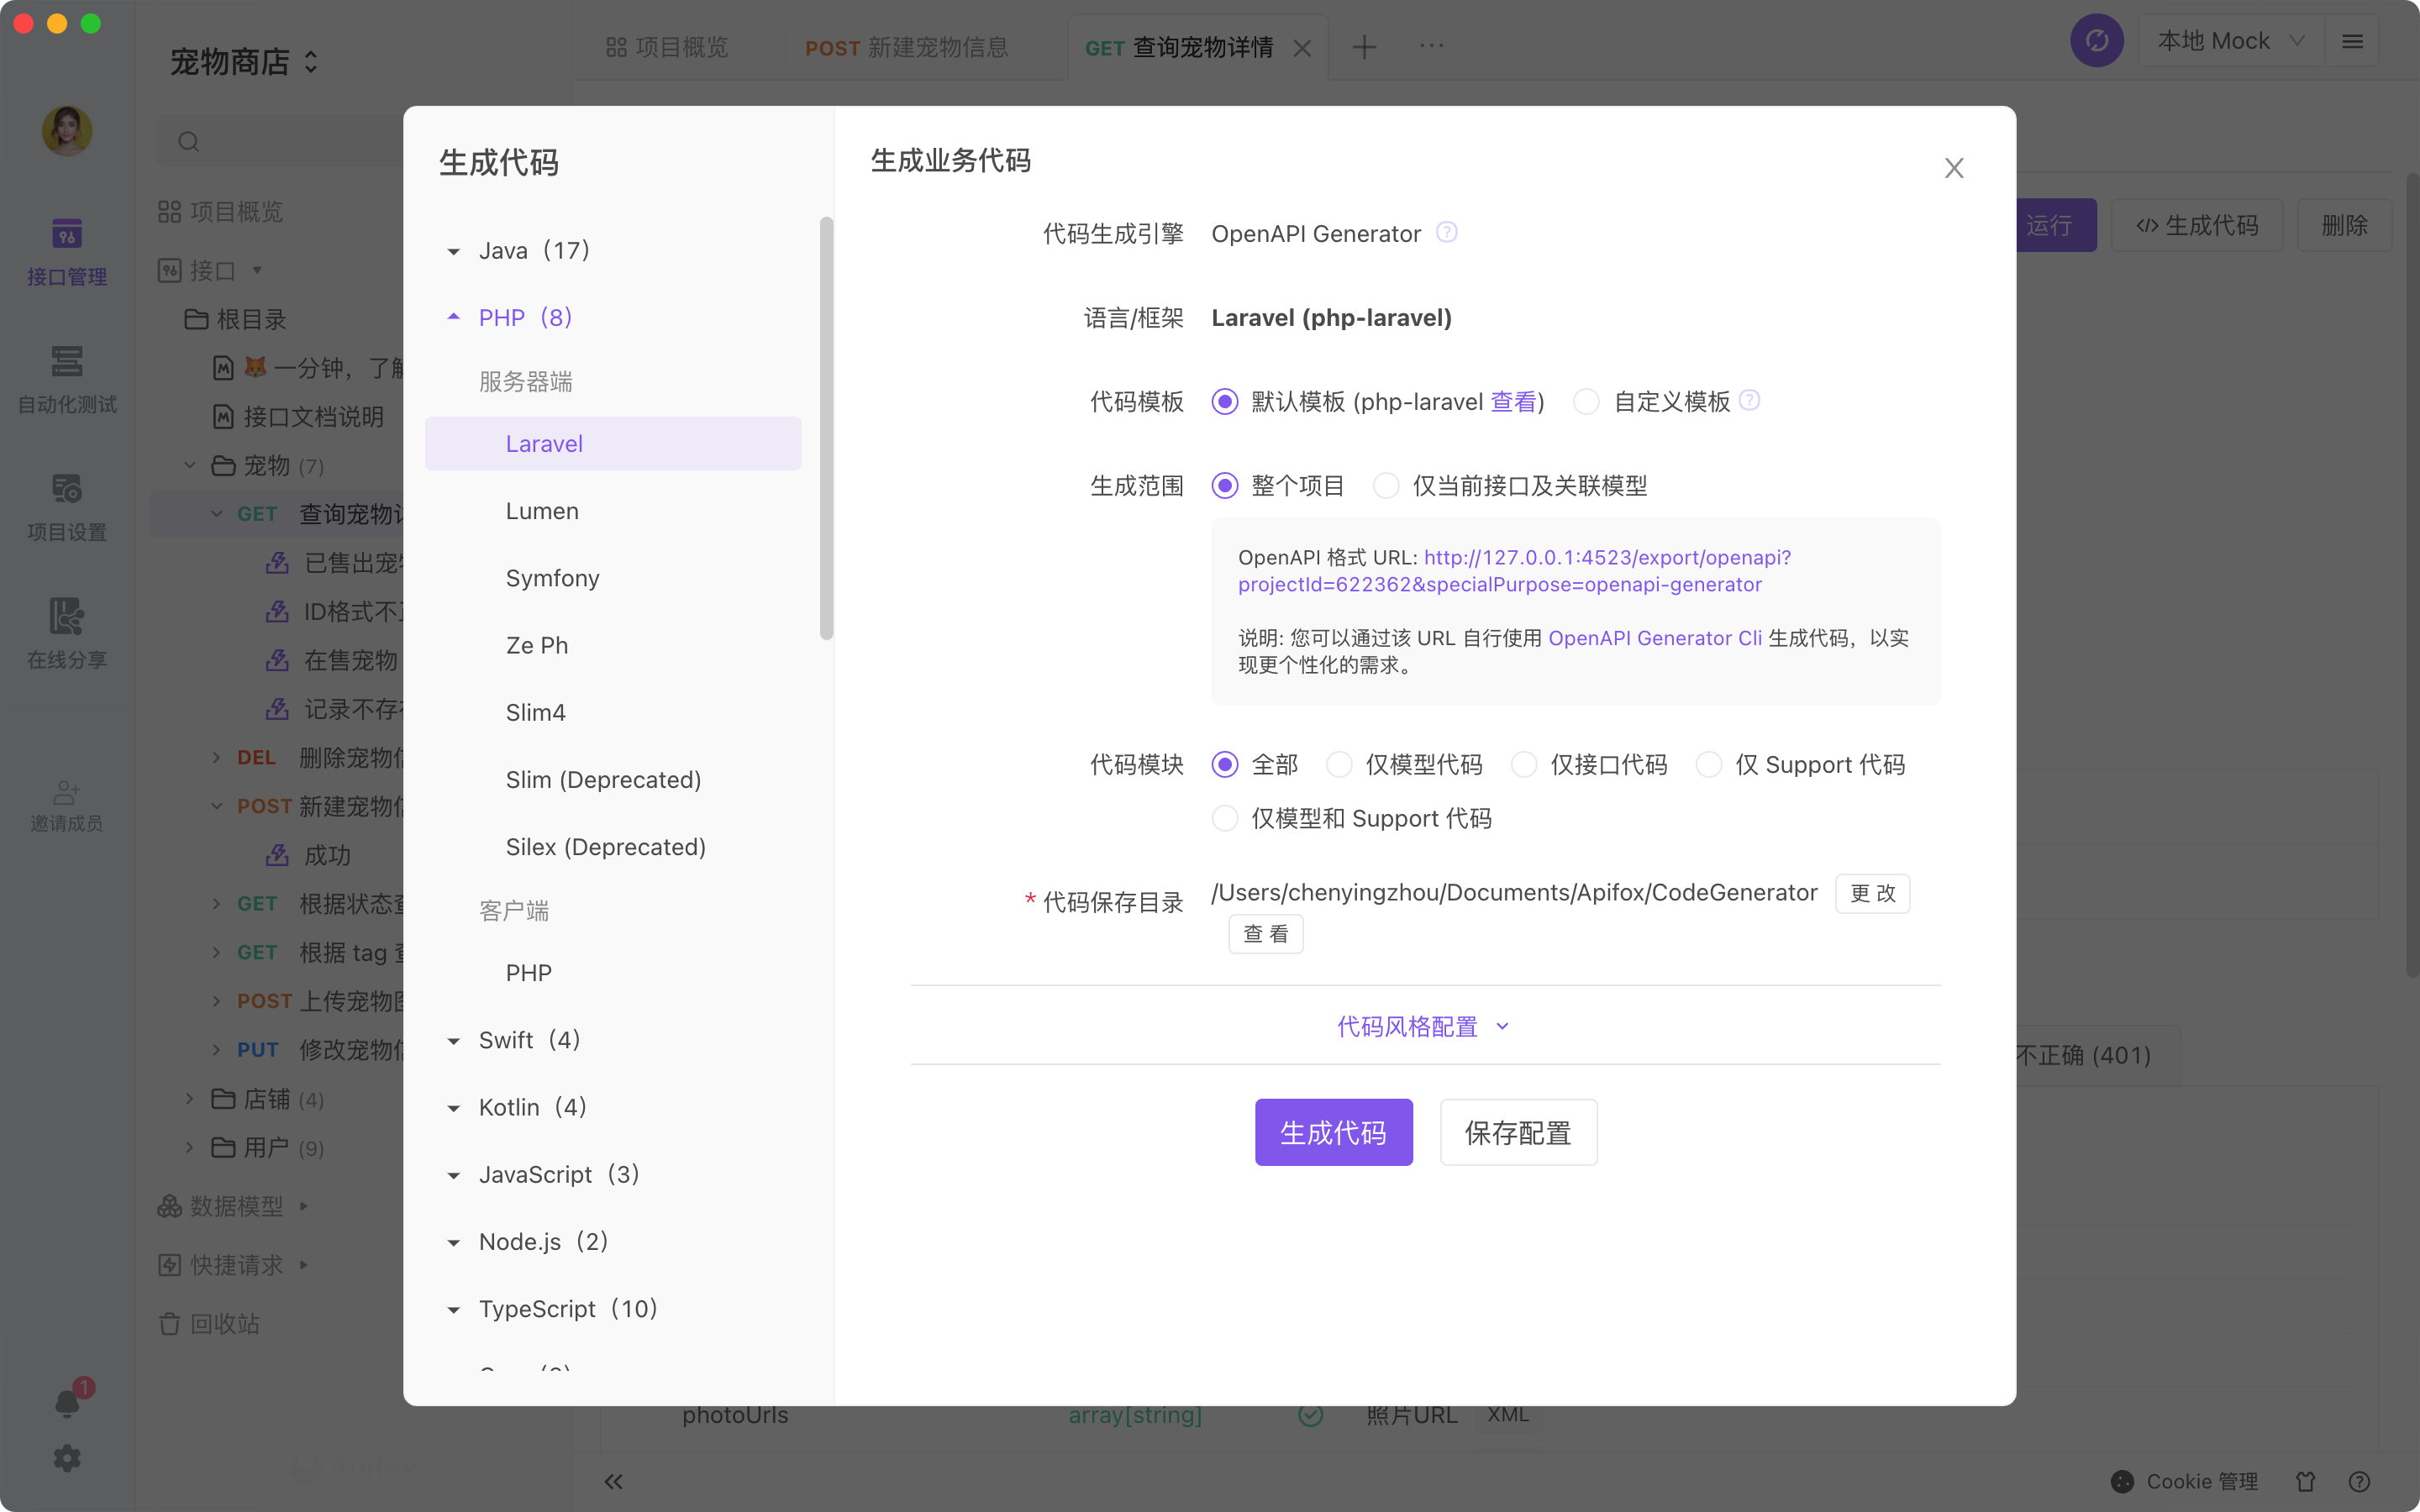 宠物商店
项目概览
POST 新建宠物信息
GET 查询宠物详情
本地 Mock
接口管理
自动化测试
项目设置
在线分享
邀请成员
1
项目概览
接口
根目录
🦊 一分钟，了解
接口文档说明
宠物 (7)
GET 查询宠物
已售出宠
ID格式不
在售宠物
记录不存
DEL 删除宠物
POST 新建宠物
成功
GET 根据状态
GET 根据 tag
POST 上传宠物
PUT 修改宠物
店铺 (4)
用户 (9)
数据模型
快捷请求
回收站
生成代码
Java（17）
PHP（8）
服务器端
Laravel
Lumen
Symfony
Ze Ph
Slim4
Slim (Deprecated)
Silex (Deprecated)
客户端
PHP
Swift（4）
Kotlin（4）
JavaScript（3）
Node.js（2）
TypeScript（10）
生成业务代码
代码生成引擎 OpenAPI Generator
语言/框架 Laravel (php-laravel)
代码模板 默认模板 (php-laravel 查看) 自定义模板
生成范围 整个项目 仅当前接口及关联模型
OpenAPI 格式 URL: http://127.0.0.1:4523/export/openapi?
projectId=622362&specialPurpose=openapi-generator
说明: 您可以通过该 URL 自行使用 OpenAPI Generator Cli 生成代码，以实
现更个性化的需求。
代码模块 全部 仅模型代码 仅接口代码 仅 Support 代码
仅模型和 Support 代码
* 代码保存目录 /Users/chenyingzhou/Documents/Apifox/CodeGenerator 更 改
查 看
代码风格配置
生成代码 保存配置
运行 生成代码 删除
不正确 (401)
photoUrls array[string] 照片URL XML
Cookie 管理